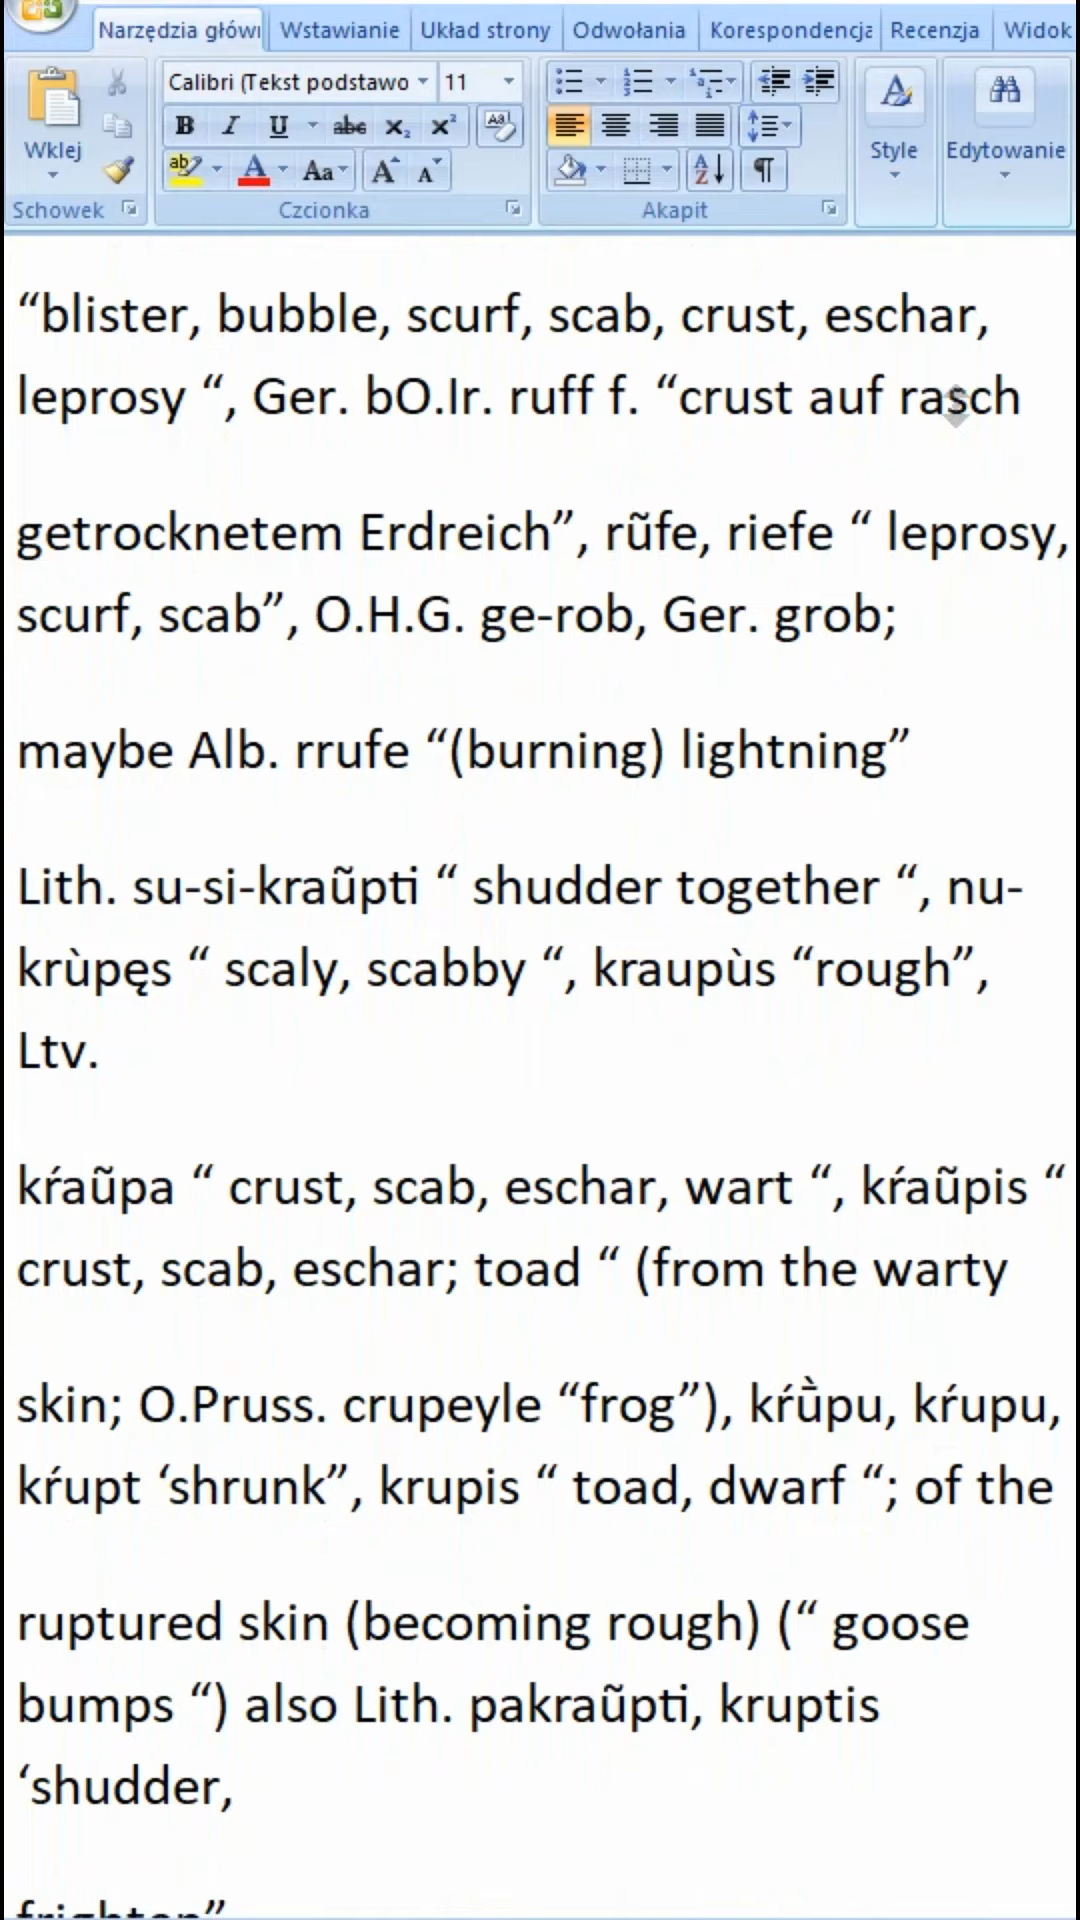 Narzędzia główn Wstawianie Układ strony Odwołania Korespondencja Recenzja Widok
Calibri (Tekst podstawo 11
Wklej
Style
Edytowanie
Schowek Czcionka Akapit
“blister, bubble, scurf, scab, crust, eschar,
leprosy “, Ger. bO.Ir. ruff f. “crust auf rasch
getrocknetem Erdreich”, rũfe, riefe “ leprosy,
scurf, scab”, O.H.G. ge-rob, Ger. grob;
maybe Alb. rrufe “(burning) lightning”
Lith. su-si-kraũpti “ shudder together “, nu-
krùpęs “ scaly, scabby “, kraupùs “rough”,
Ltv.
kŕaũpa “ crust, scab, eschar, wart “, kŕaũpis “
crust, scab, eschar; toad “ (from the warty
skin; O.Pruss. crupeyle “frog”), kŕū̀pu, kŕupu,
kŕupt ‘shrunk”, krupis “ toad, dwarf “; of the
ruptured skin (becoming rough) (“ goose
bumps “) also Lith. pakraũpti, kruptis
‘shudder,
frighten”